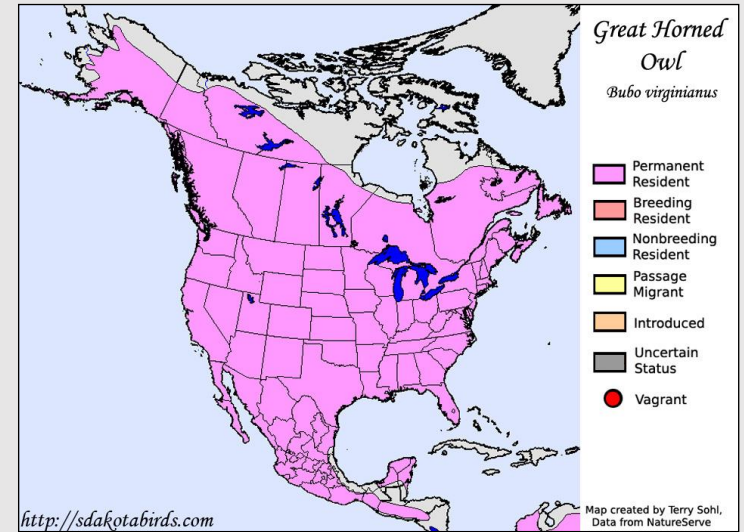 Great Horned
Owl
Bubo virginianus
Permanent
Resident
Breeding
Resident
Nonbreeding
Resident
Passage
Migrant
Introduced
Uncertain
Status
Vagrant
Map created by Terry Sohl,
Data from NatureServe
http://sdakotabirds.com